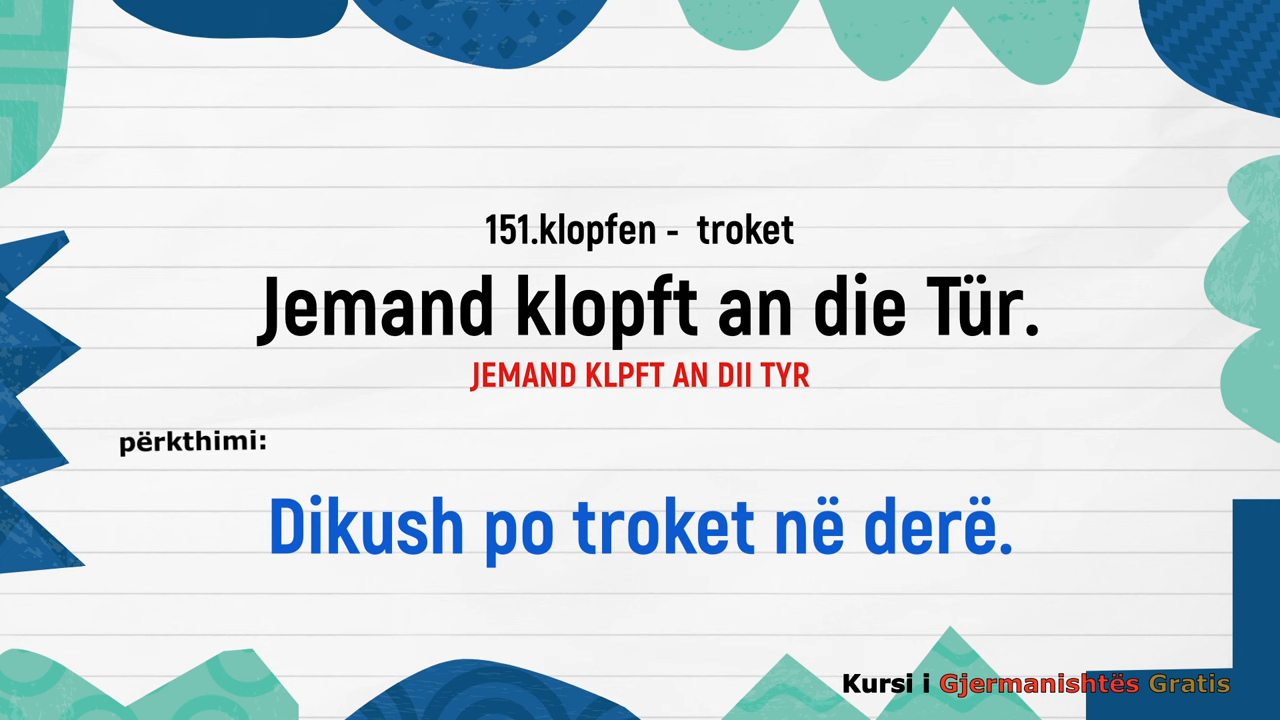 151.klopfen - troket
Jemand klopft an die Tür.
JEMAND KLPFT AN DII TYR
përkthimi:
Dikush po troket në derë.
Kursi i Gjermanishtës Gratis